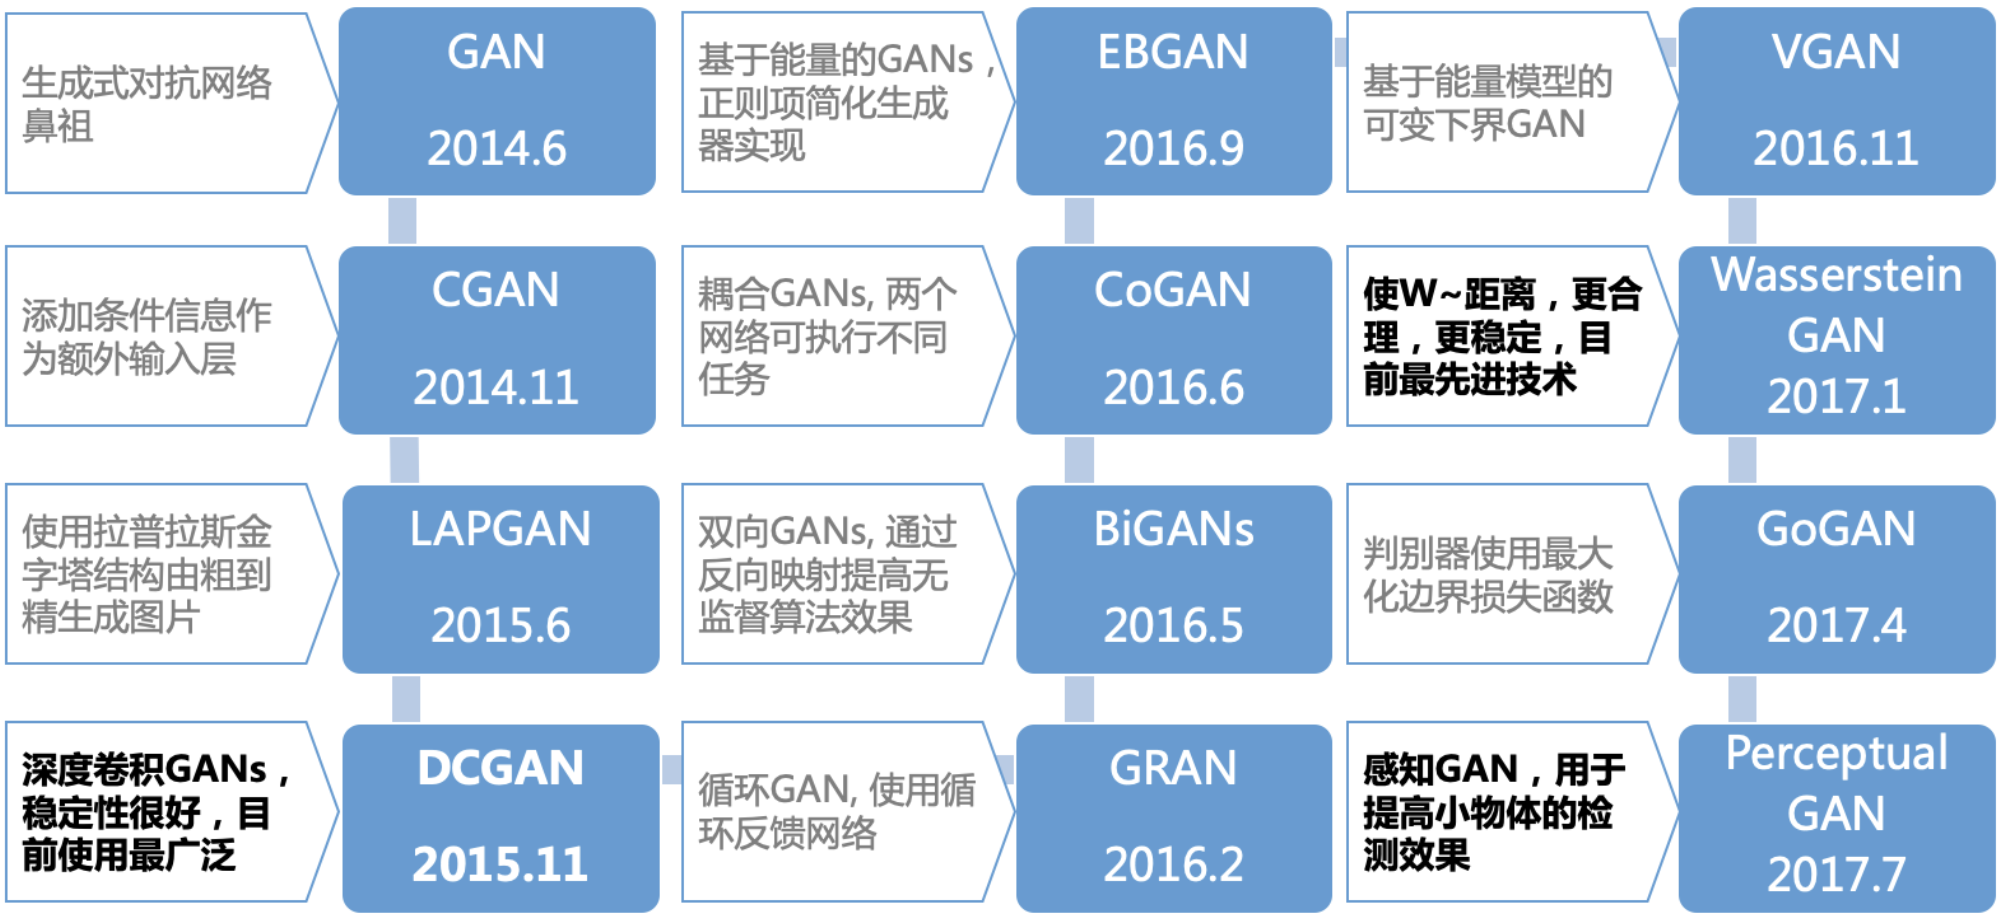 生成式对抗网络
鼻祖
GAN
2014.6
添加条件信息作
为额外输入层
CGAN
2014.11
使用拉普拉斯金
字塔结构由粗到
精生成图片
LAPGAN
2015.6
深度卷积GANs，
稳定性很好，目
前使用最广泛
DCGAN
2015.11
循环GAN, 使用循
环反馈网络
GRAN
2016.2
双向GANs, 通过
反向映射提高无
监督算法效果
BiGANs
2016.5
耦合GANs, 两个
网络可执行不同
任务
CoGAN
2016.6
基于能量的GANs，
正则项简化生成
器实现
EBGAN
2016.9
基于能量模型的
可变下界GAN
VGAN
2016.11
使W~距离，更合
理，更稳定，目
前最先进技术
Wasserstein
GAN
2017.1
判别器使用最大
化边界损失函数
GoGAN
2017.4
感知GAN，用于
提高小物体的检
测效果
Perceptual
GAN
2017.7